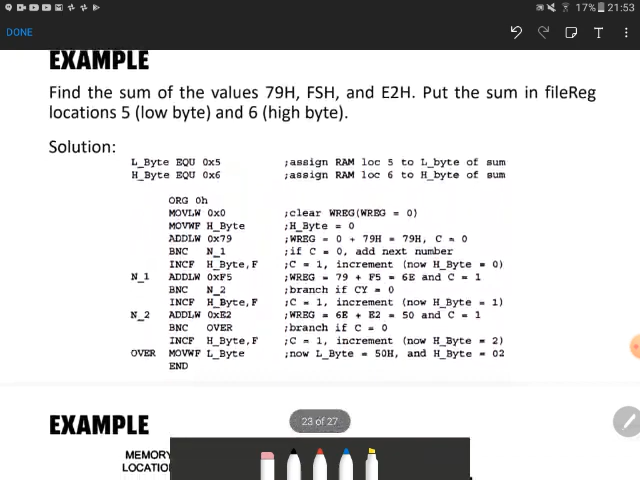 17% 21:53
DONE
T
EXAMPLE
Find the sum of the values 79H, FSH, and E2H. Put the sum in fileReg
locations 5 (low byte) and 6 (high byte).
Solution:
L_Byte EQU 0x5 ;assign RAM loc 5 to L_byte of sum
H_Byte EQU 0x6 ;assign RAM loc 6 to H_byte of sum
ORG 0h
MOVLW 0x0 ;clear WREG(WREG = 0)
MOVWF H_Byte ;H_Byte = 0
ADDLW 0x79 ;WREG = 0 + 79H = 79H, C = 0
BNC N_1 ;if C = 0, add next number
INCF H_Byte,F ;C = 1, increment (now H_Byte = 0)
N_1 ADDLW 0xF5 ;WREG = 79 + F5 = 6E and C = 1
BNC N_2 ;branch if CY = 0
INCF H_Byte,F ;C = 1, increment (now H_Byte = 1)
N_2 ADDLW 0xE2 ;WREG = 6E + E2 = 50 and C = 1
BNC OVER ;branch if C = 0
INCF H_Byte,F ;C = 1, increment (now H_Byte = 2)
OVER MOVWF L_Byte ;now L_Byte = 50H, and H_Byte = 02
END
23 of 27
EXAMPLE
MEMORY
LOCATIO